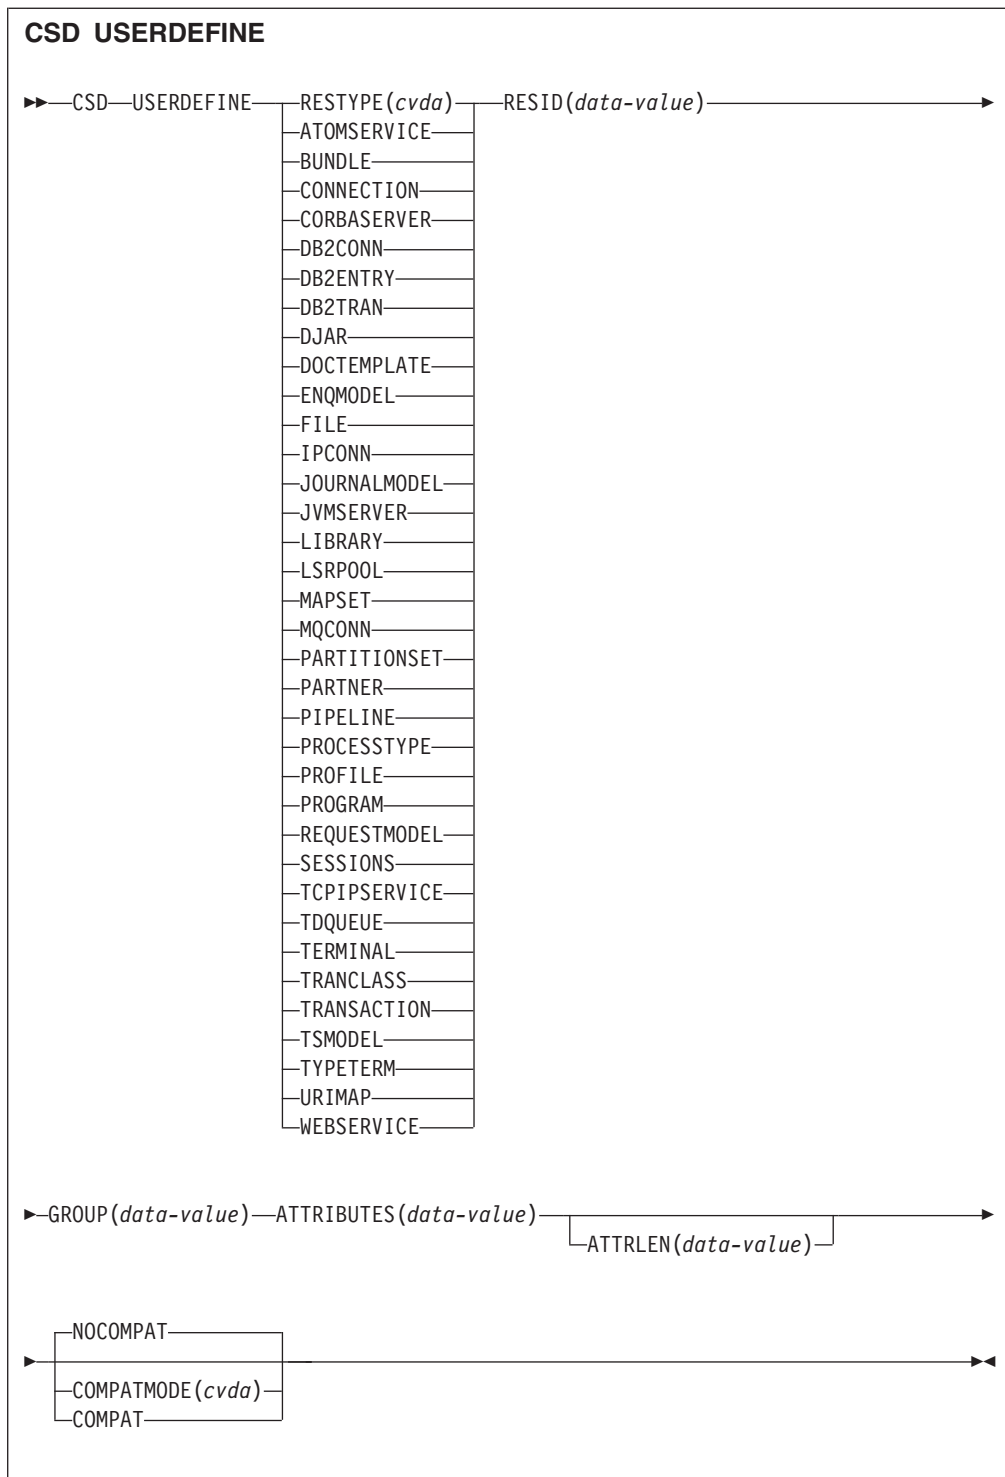 CSD USERDEFINE
CSD USERDEFINE RESTYPE(cvda) RESID(data-value)
ATOMSERVICE
BUNDLE
CONNECTION
CORBASERVER
DB2CONN
DB2ENTRY
DB2TRAN
DJAR
DOCTEMPLATE
ENQMODEL
FILE
IPCONN
JOURNALMODEL
JVMSERVER
LIBRARY
LSRPOOL
MAPSET
MQCONN
PARTITIONSET
PARTNER
PIPELINE
PROCESSTYPE
PROFILE
PROGRAM
REQUESTMODEL
SESSIONS
TCPIPSERVICE
TDQUEUE
TERMINAL
TRANCLASS
TRANSACTION
TSMODEL
TYPETERM
URIMAP
WEBSERVICE
GROUP(data-value) ATTRIBUTES(data-value)
ATTRLEN(data-value)
NOCOMPAT
COMPATMODE(cvda)
COMPAT